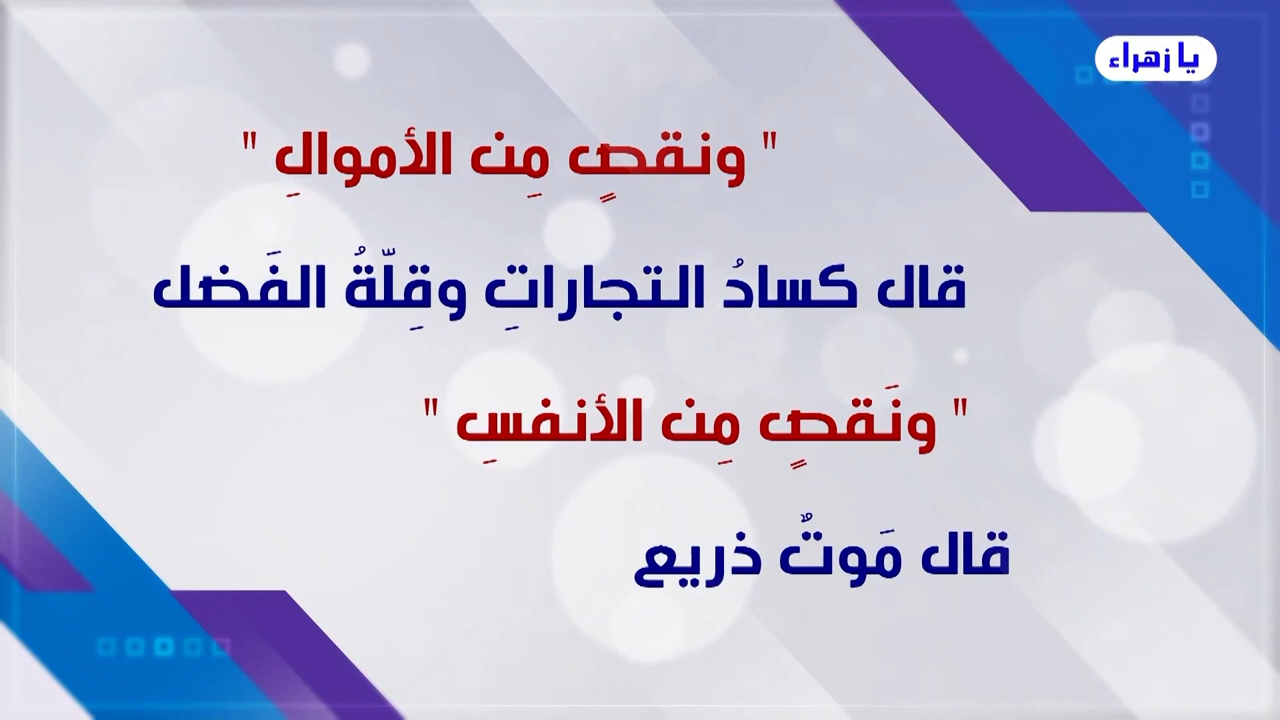 يا زهراء
" ونقصٍ مِن الأموالِ "
قال كسادُ التجاراتِ وقِلّةُ الفَضل
" ونَقصٍ مِن الأنفسِ "
قال مَوتٌ ذريع